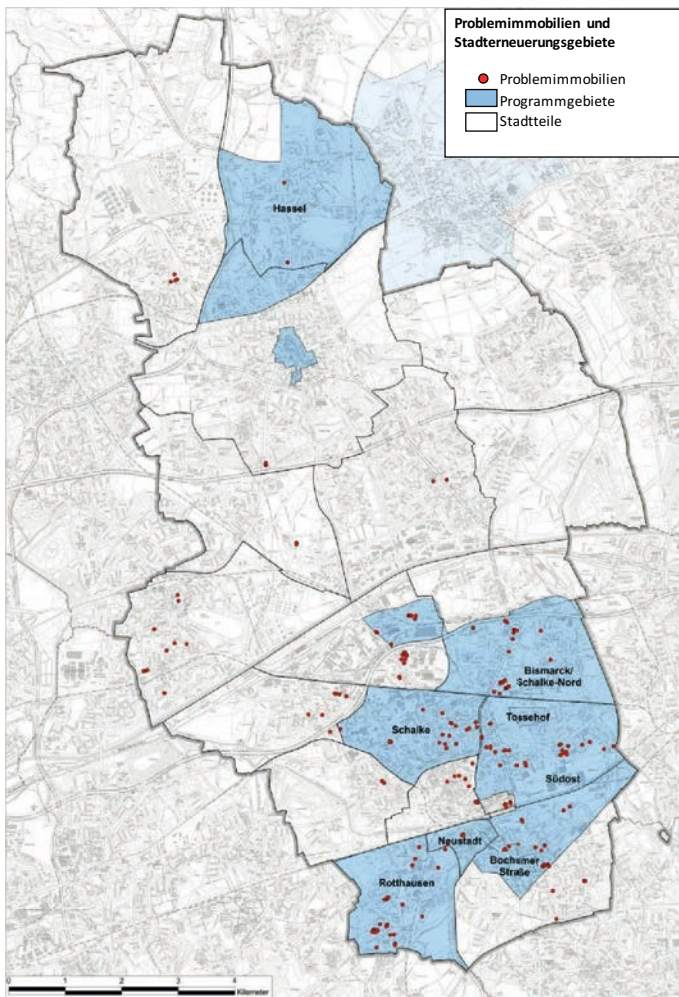 Problemimmobilien und
Stadterneuerungsgebiete
Problemimmobilien
Programmgebiete
Stadtteile
Hassel
Bismarck/
Schalke-Nord
Tossehof
Schalke
Südost
Neustadt
Bochumer
Straße
Rotthausen
0 1 2 3 4
Kilometer